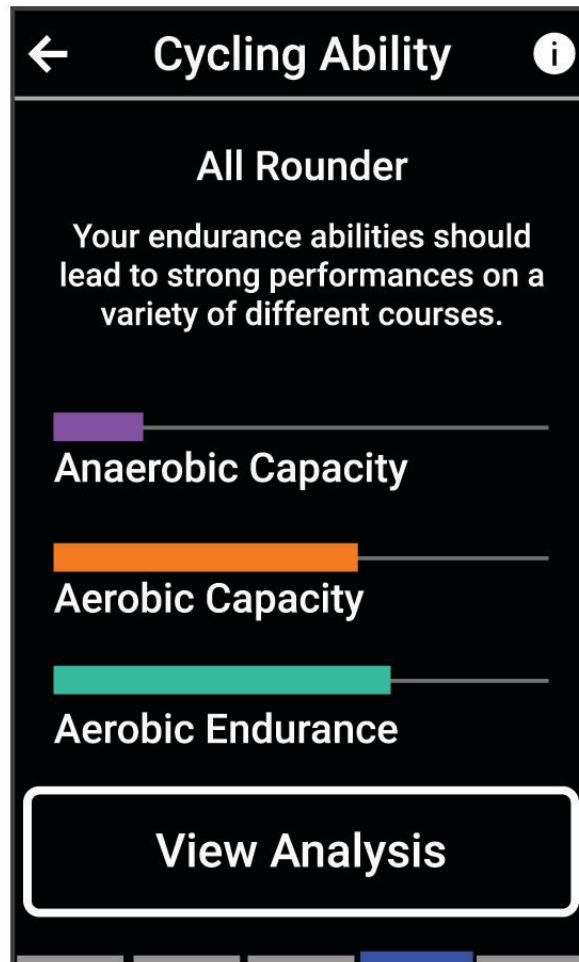 Cycling Ability
i
All Rounder
Your endurance abilities should
lead to strong performances on a
variety of different courses.
Anaerobic Capacity
Aerobic Capacity
Aerobic Endurance
View Analysis